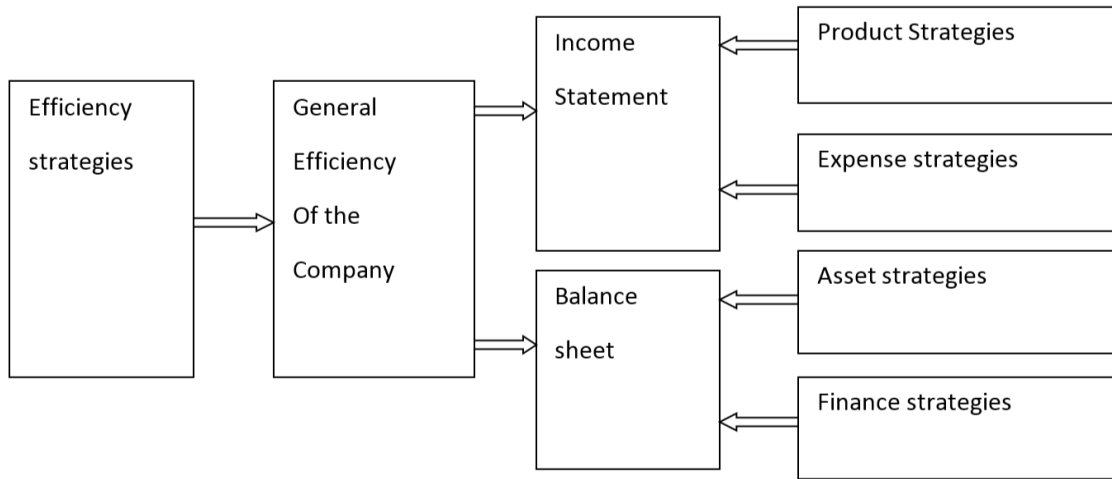 Efficiency
strategies
General
Efficiency
Of the
Company
Income
Statement
Balance
sheet
Product Strategies
Expense strategies
Asset strategies
Finance strategies